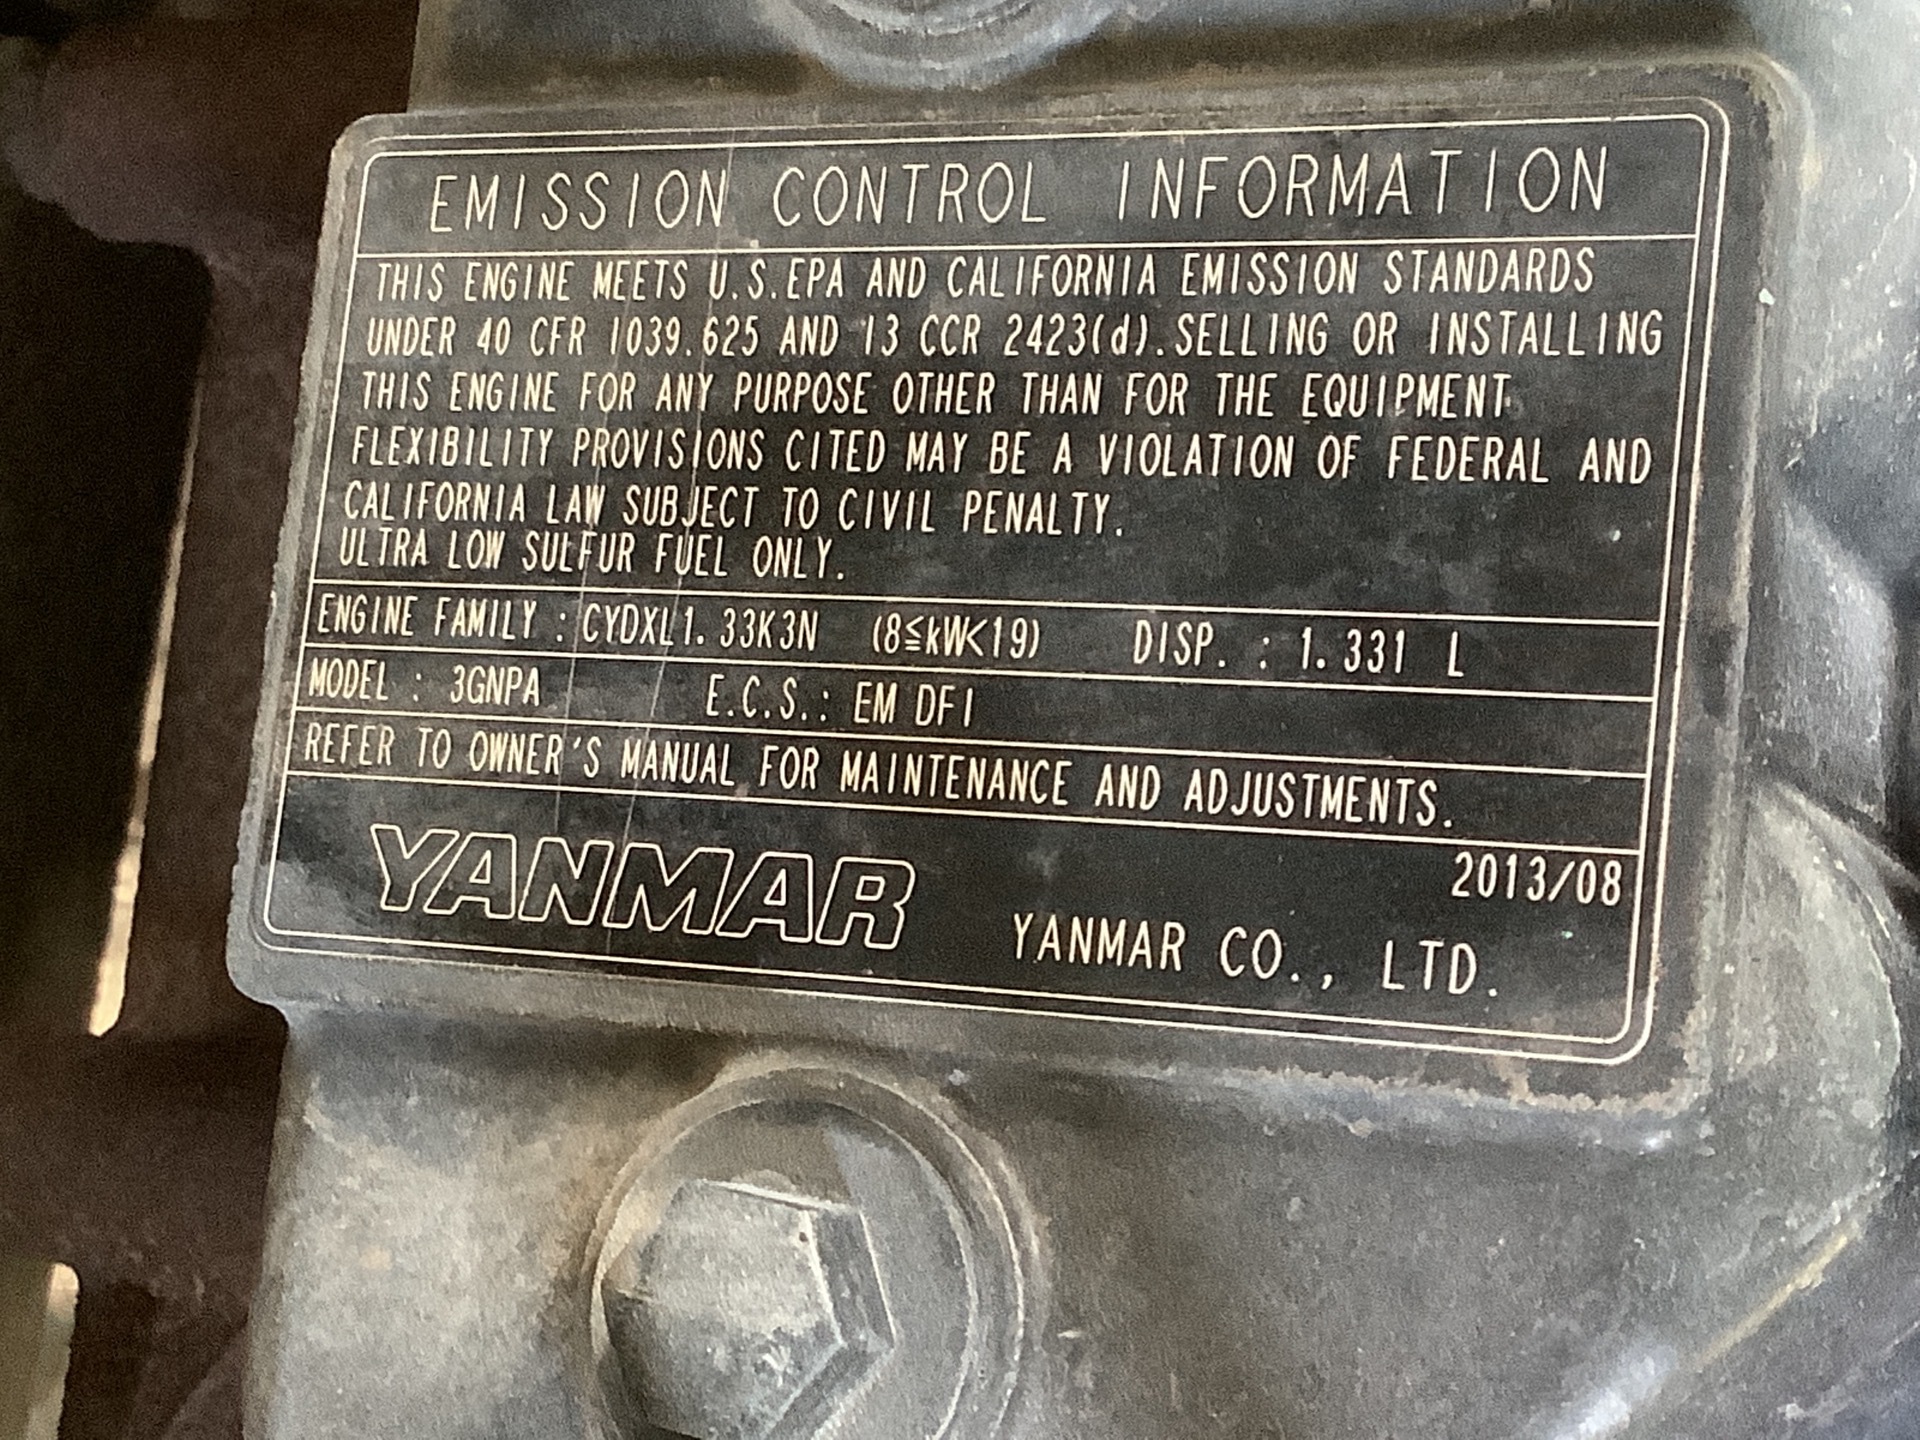 EMISSION CONTROL INFORMATION
THIS ENGINE MEETS U.S.EPA AND CALIFORNIA EMISSION STANDARDS
UNDER 40 CFR 1039.625 AND 13 CCR 2423(d).SELLING OR INSTALLING
THIS ENGINE FOR ANY PURPOSE OTHER THAN FOR THE EQUIPMENT
FLEXIBILITY PROVISIONS CITED MAY BE A VIOLATION OF FEDERAL AND
CALIFORNIA LAW SUBJECT TO CIVIL PENALTY.
ULTRA LOW SULFUR FUEL ONLY.
ENGINE FAMILY : CYDXL1.33K3N (8≦kW<19) DISP. : 1.331 L
MODEL : 3GNPA E.C.S.: EM DFI
REFER TO OWNER'S MANUAL FOR MAINTENANCE AND ADJUSTMENTS.
2013/08
YANMAR YANMAR CO., LTD.